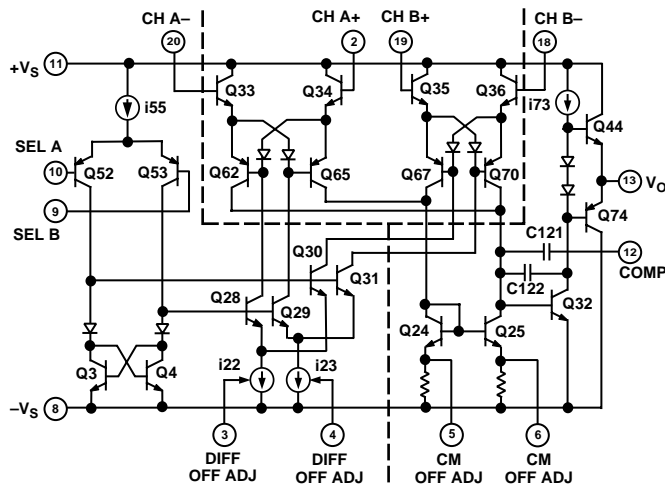 CH A– CH A+ CH B+ CH B–
20 2 19 18
+VS 11
Q33 Q34 Q35 Q36
i55 i73
Q44
SEL A
10 Q52 Q53 Q62 Q65 Q67 Q70
13 VO
9
SEL B
Q74
C121
12
COMP
C122
Q30 Q31
Q28 Q29
Q32
Q24 Q25
Q3 Q4
i22 i23
–VS 8
3 4 5 6
DIFF DIFF CM CM
OFF ADJ OFF ADJ OFF ADJ OFF ADJ